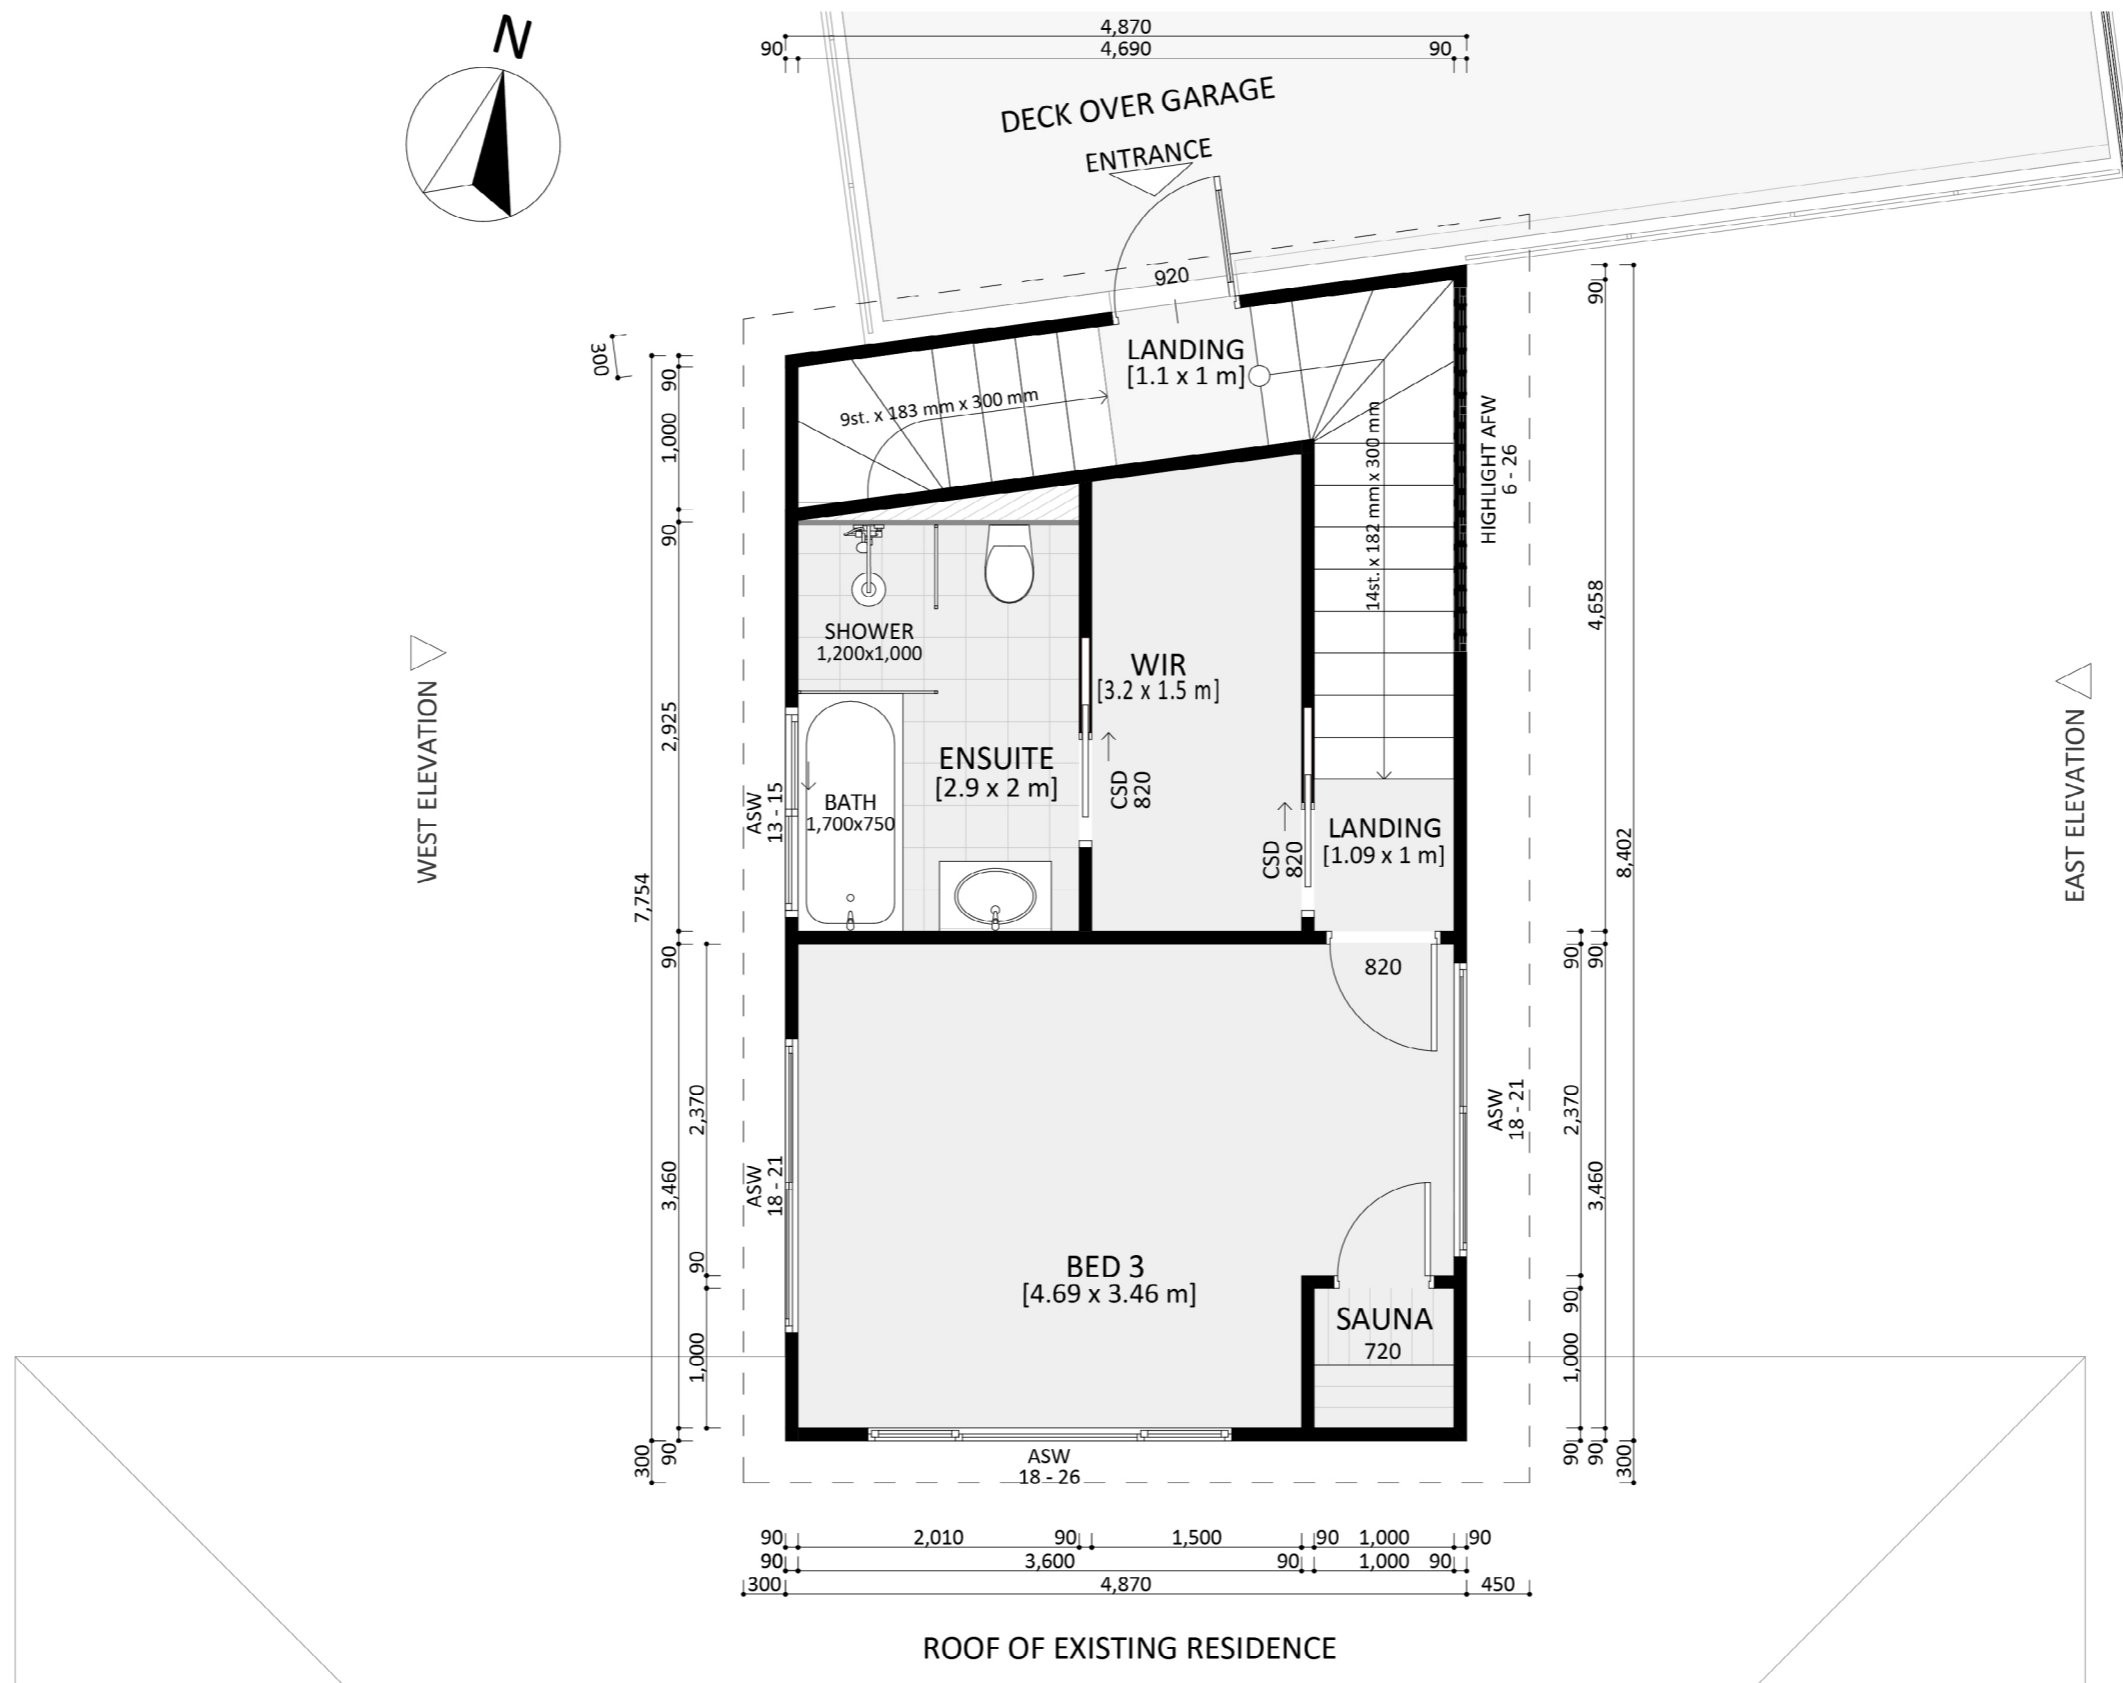 N
4,870
90 4,690 90
DECK OVER GARAGE
ENTRANCE
920
LANDING
[1.1 x 1 m]
9st. x 183 mm x 300 mm
14st. x 182 mm x 300 mm
HIGHLIGHT AFW
6 - 26
SHOWER
1,200x1,000
WIR
[3.2 x 1.5 m]
ENSUITE
[2.9 x 2 m]
CSD
820
BATH
1,700x750
ASW
13 - 15
CSD
820
LANDING
[1.09 x 1 m]
WEST ELEVATION
EAST ELEVATION
820
ASW
18 - 21
ASW
18 - 21
BED 3
[4.69 x 3.46 m]
SAUNA
720
ASW
18 - 26
300
7,754
300
90
1,000
90
2,925
90
3,460
90
2,370
90
1,000
90
4,658
90
3,460
90
8,402
300
90
2,370
90
1,000
90
90 2,010 90 1,500 90 1,000 90
90 3,600 90 1,000 90
300 4,870 450
ROOF OF EXISTING RESIDENCE